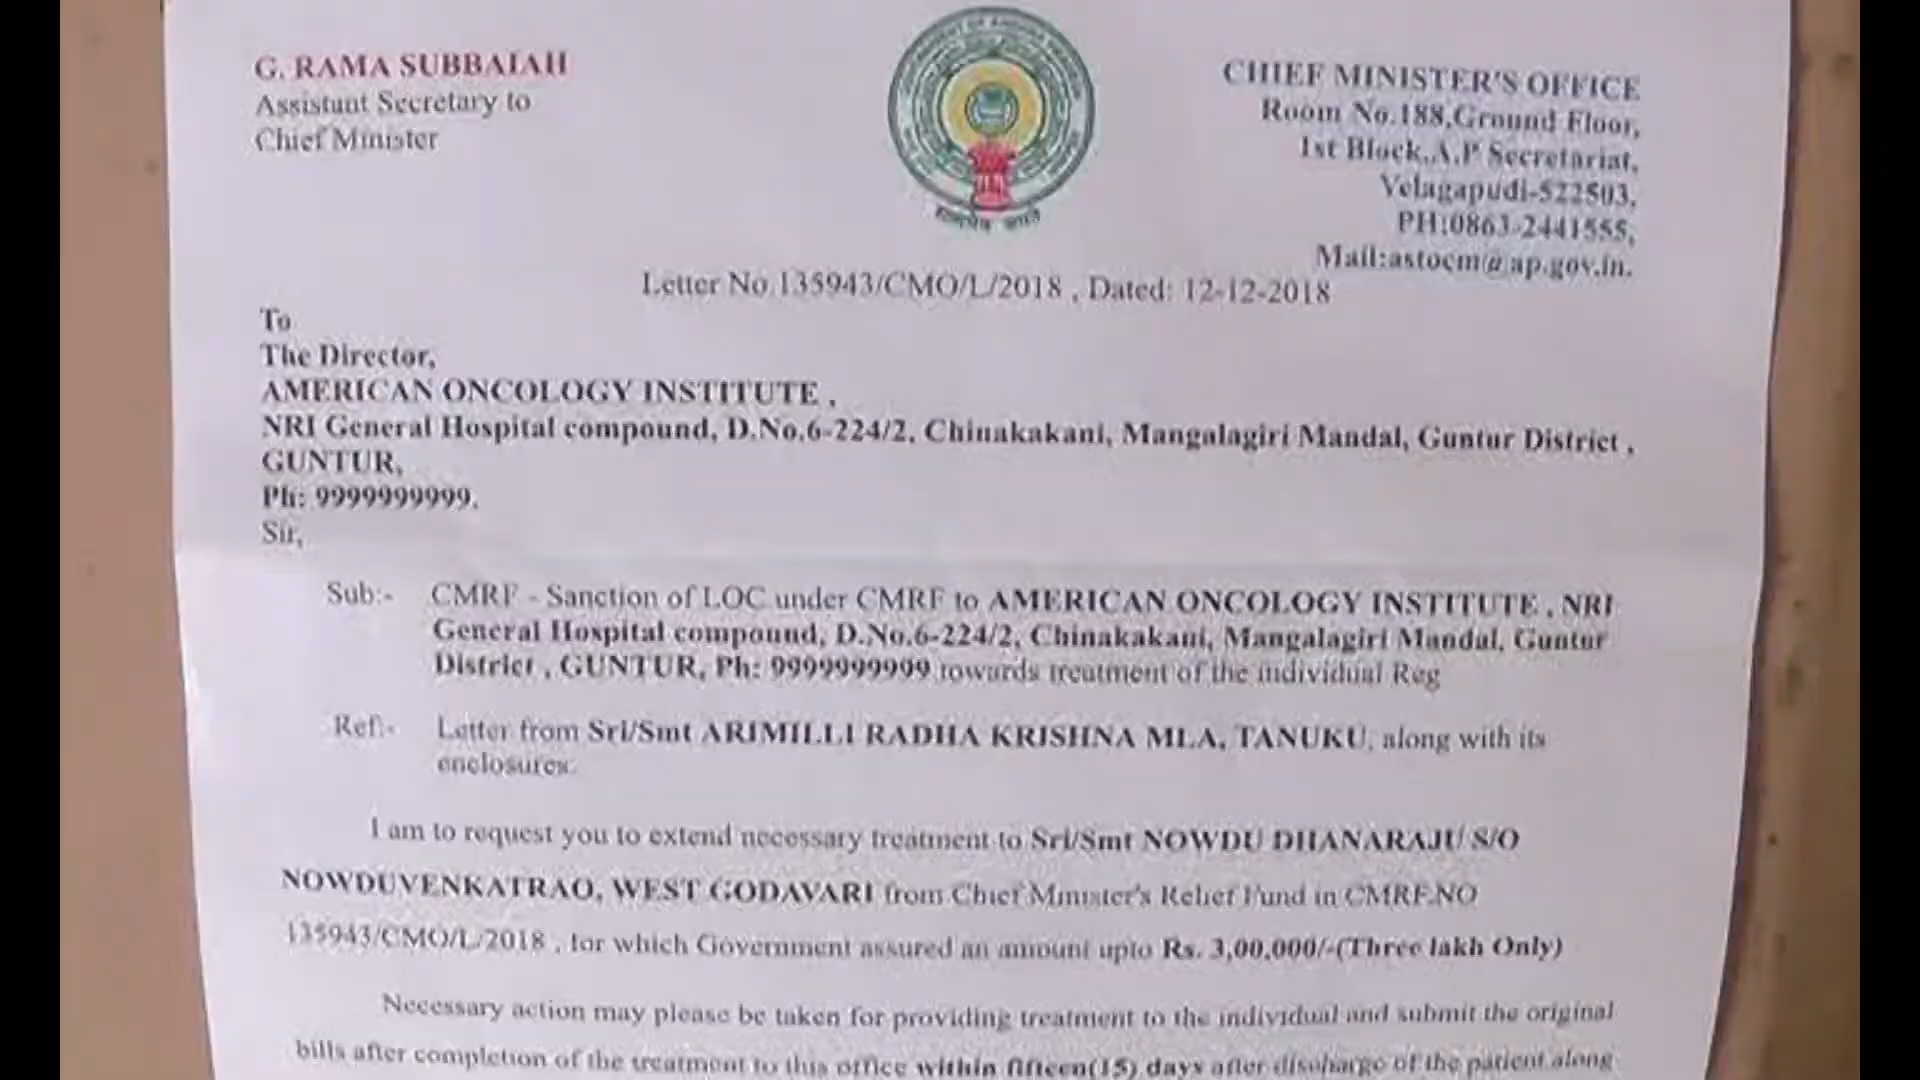 G. RAMA SUBBAIAH
Assistant Secretary to
Chief Minister
CHIEF MINISTER'S OFFICE
Room No.188,Ground Floor,
1st Block,A.P Secretariat,
Velagapudi-522503,
PH:0863-2441555,
Mail:astocm@ap.gov.in.
Letter No.135943/CMO/L/2018 , Dated: 12-12-2018
To
The Director,
AMERICAN ONCOLOGY INSTITUTE ,
NRI General Hospital compound, D.No.6-224/2, Chinakakani, Mangalagiri Mandal, Guntur District ,
GUNTUR,
Ph: 9999999999.
Sir,
Sub:- CMRF - Sanction of LOC under CMRF to AMERICAN ONCOLOGY INSTITUTE , NRI
General Hospital compound, D.No.6-224/2, Chinakakani, Mangalagiri Mandal, Guntur
District , GUNTUR, Ph: 9999999999 towards treatment of the individual Reg
Ref:- Letter from Sri/Smt ARIMILLI RADHA KRISHNA MLA, TANUKU, along with its
enclosures.
I am to request you to extend necessary treatment to Sri/Smt NOWDU DHANARAJU S/O
NOWDUVENKATRAO, WEST GODAVARI from Chief Minister's Relief Fund in CMRF.NO
135943/CMO/L/2018 , for which Government assured an amount upto Rs. 3,00,000/-(Three lakh Only)
Necessary action may please be taken for providing treatment to the individual and submit the original
bills after completion of the treatment to this office within fifteen(15) days after discharge of the patient along